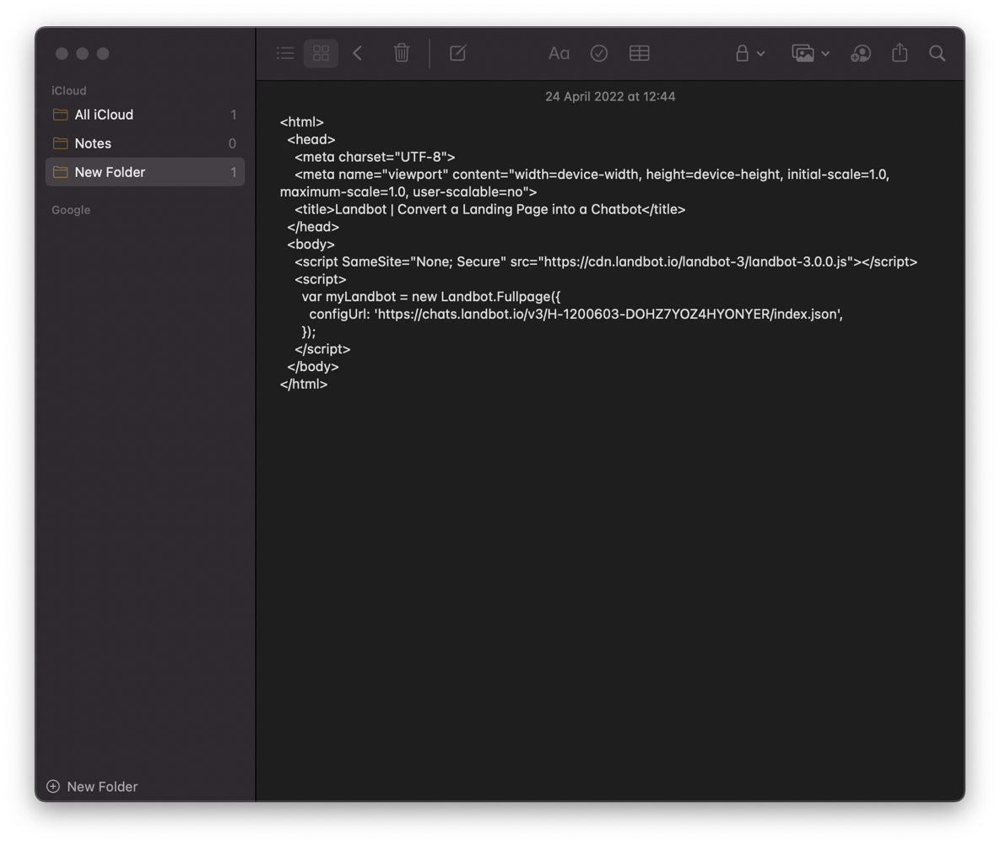 iCloud
All iCloud 1
Notes 0
New Folder 1
Google
New Folder
Aa
24 April 2022 at 12:44
<html>
  <head>
    <meta charset="UTF-8">
    <meta name="viewport" content="width=device-width, height=device-height, initial-scale=1.0,
maximum-scale=1.0, user-scalable=no">
    <title>Landbot | Convert a Landing Page into a Chatbot</title>
  </head>
  <body>
    <script SameSite="None; Secure" src="https://cdn.landbot.io/landbot-3/landbot-3.0.0.js"></script>
    <script>
      var myLandbot = new Landbot.Fullpage({
        configUrl: 'https://chats.landbot.io/v3/H-1200603-DOHZ7YOZ4HYONYER/index.json',
      });
    </script>
  </body>
</html>